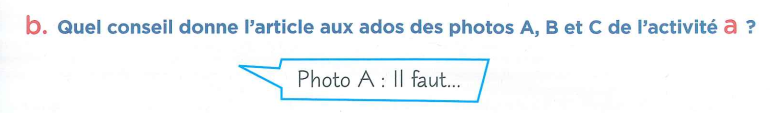 b. Quel conseil donne l'article aux ados des photos A, B et C de l'activité a ?
Photo A : Il faut...